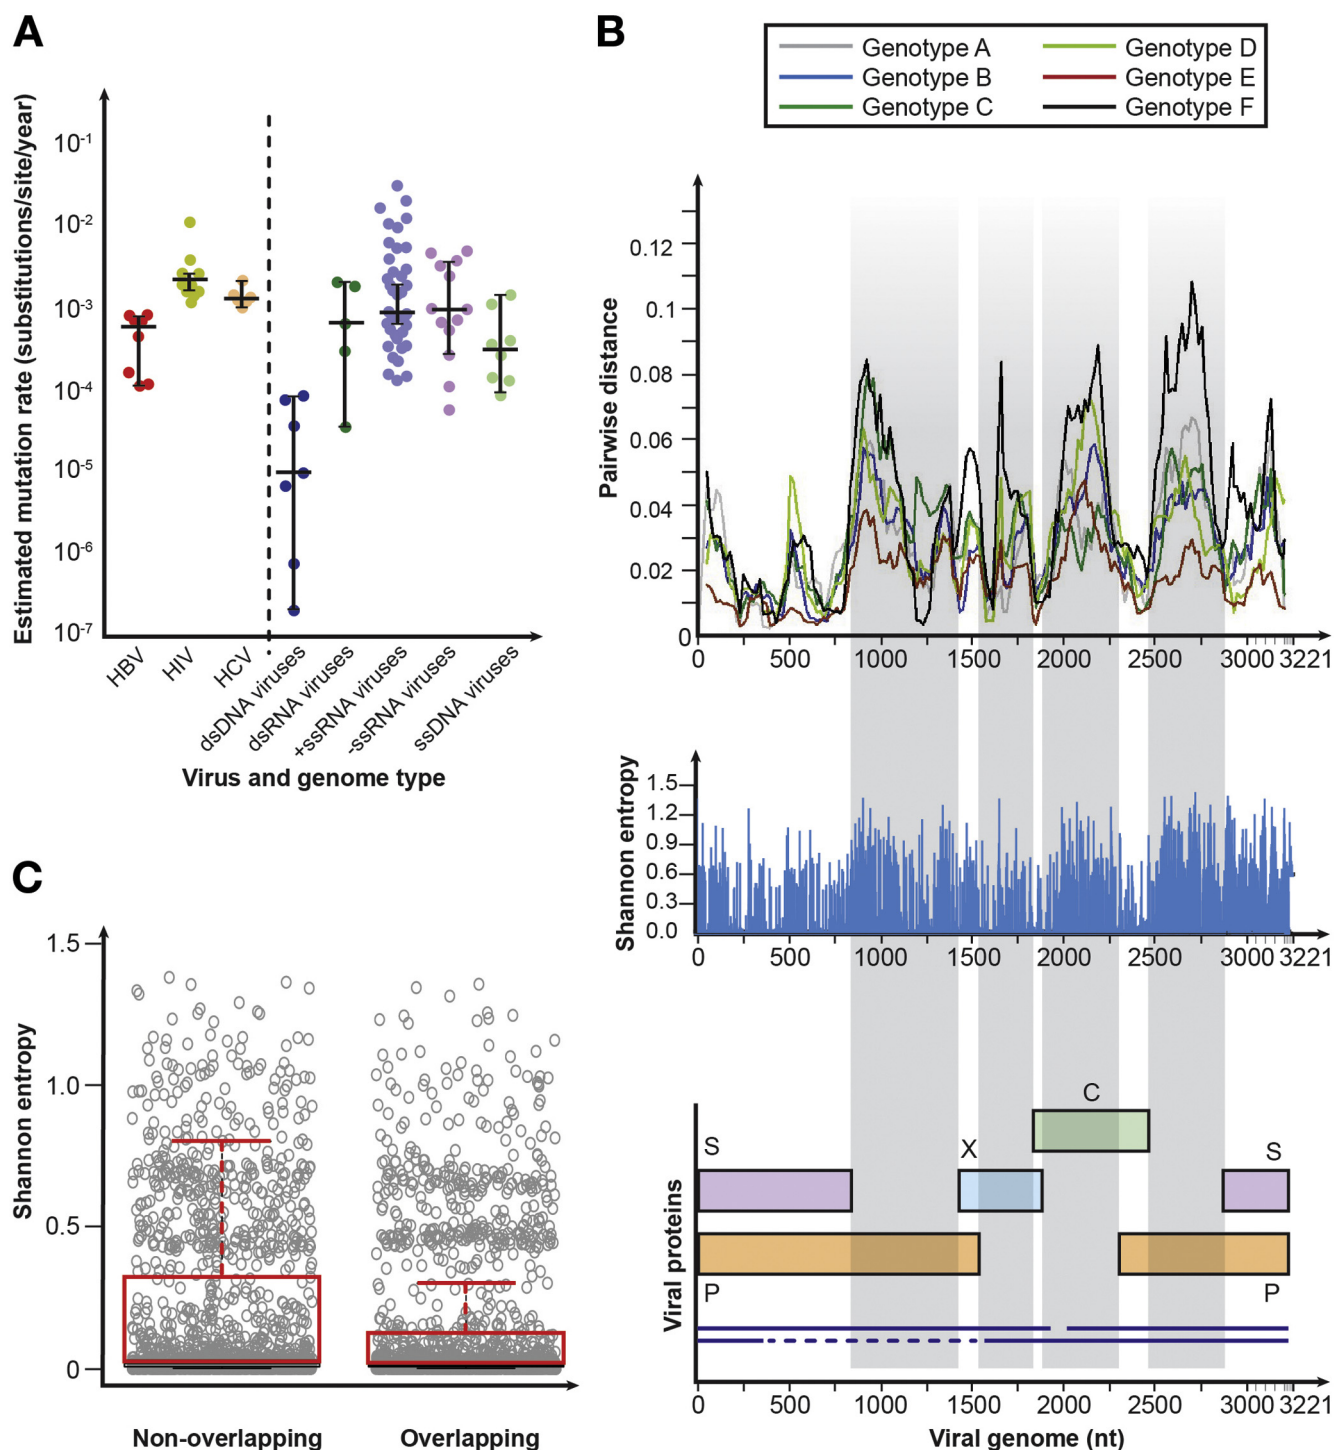 A
Estimated mutation rate (substitutions/site/year)
10-1
10-2
10-3
10-4
10-5
10-6
10-7
HBV
HIV
HCV
dsDNA viruses
dsRNA viruses
+ssRNA viruses
-ssRNA viruses
ssDNA viruses
Virus and genome type
B
Genotype A
Genotype B
Genotype C
Genotype D
Genotype E
Genotype F
Pairwise distance
0.12
0.1
0.08
0.06
0.04
0.02
0
0 500 1000 1500 2000 2500 3000 3221
Shannon entropy
1.5
1.2
0.9
0.6
0.3
0.0
0 500 1000 1500 2000 2500 3000 3221
Viral proteins
C
S X S
P P
0 500 1000 1500 2000 2500 3000 3221
Viral genome (nt)
C
Shannon entropy
1.5
1.0
0.5
0
Non-overlapping Overlapping